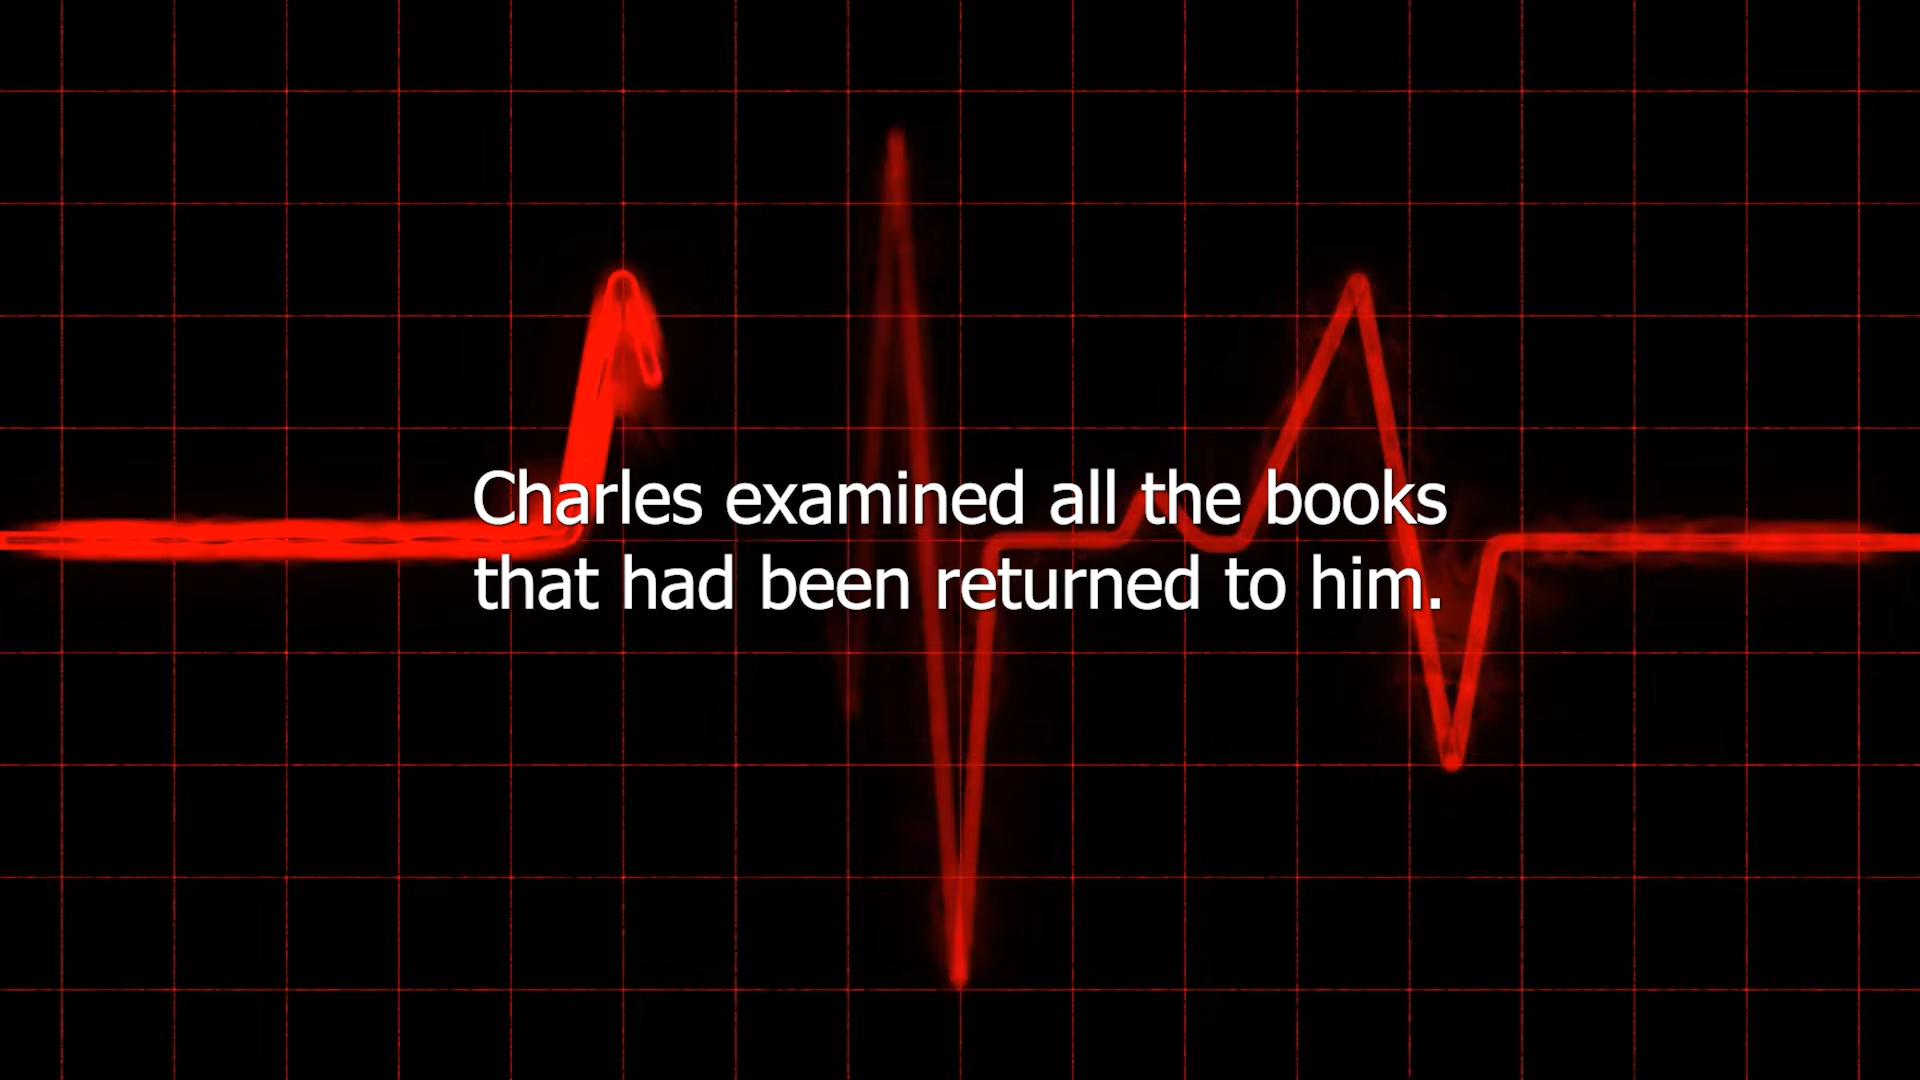 Charles examined all the books
that had been returned to him.